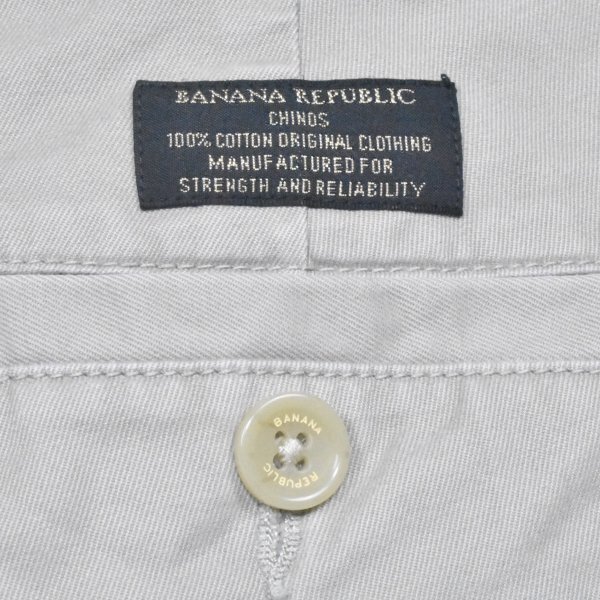 BANANA REPUBLIC
CHINOS
100% COTTON ORIGINAL CLOTHING
MANUFACTURED FOR
STRENGTH AND RELIABILITY
BANANA
REPUBLIC